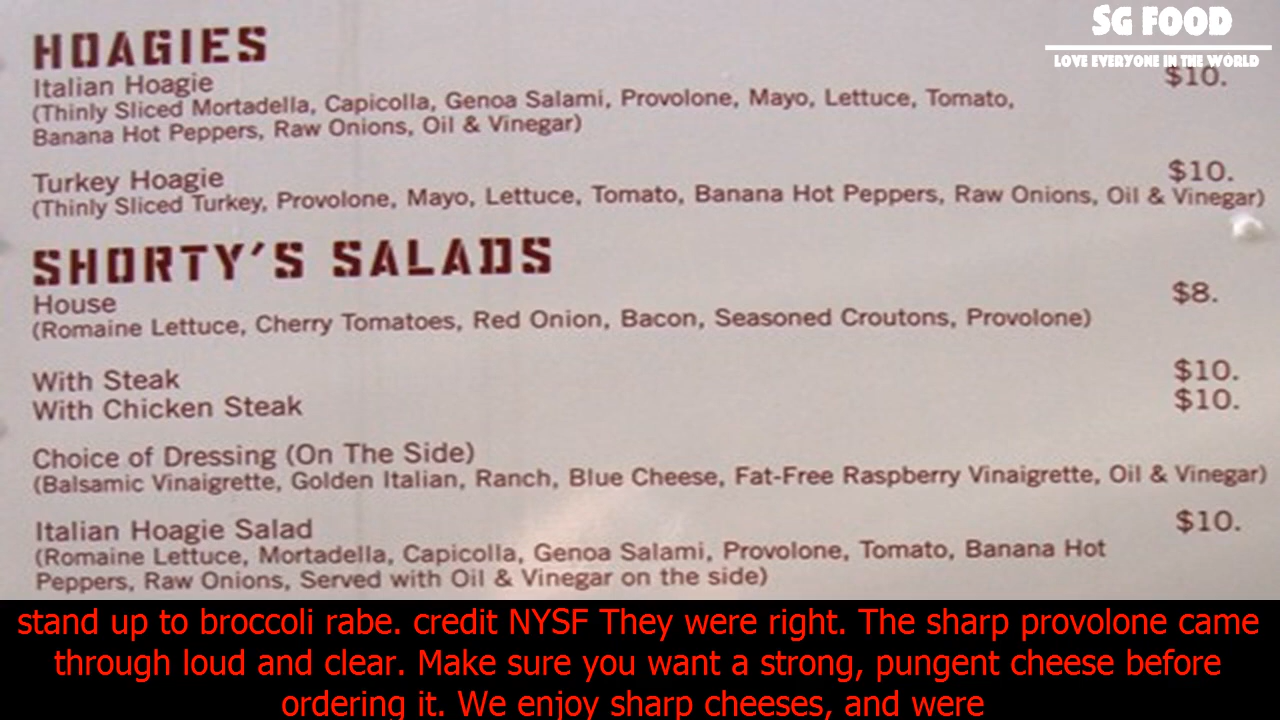 SG FOOD
LOVE EVERYONE IN THE WORLD
HOAGIES
Italian Hoagie $10.
(Thinly Sliced Mortadella, Capicolla, Genoa Salami, Provolone, Mayo, Lettuce, Tomato,
Banana Hot Peppers, Raw Onions, Oil & Vinegar)
Turkey Hoagie $10.
(Thinly Sliced Turkey, Provolone, Mayo, Lettuce, Tomato, Banana Hot Peppers, Raw Onions, Oil & Vinegar)
SHORTY'S SALADS
House $8.
(Romaine Lettuce, Cherry Tomatoes, Red Onion, Bacon, Seasoned Croutons, Provolone)
With Steak $10.
With Chicken Steak $10.
Choice of Dressing (On The Side)
(Balsamic Vinaigrette, Golden Italian, Ranch, Blue Cheese, Fat-Free Raspberry Vinaigrette, Oil & Vinegar)
Italian Hoagie Salad $10.
(Romaine Lettuce, Mortadella, Capicolla, Genoa Salami, Provolone, Tomato, Banana Hot
Peppers, Raw Onions, Served with Oil & Vinegar on the side)
stand up to broccoli rabe. credit NYSF They were right. The sharp provolone came
through loud and clear. Make sure you want a strong, pungent cheese before
ordering it. We enjoy sharp cheeses, and were